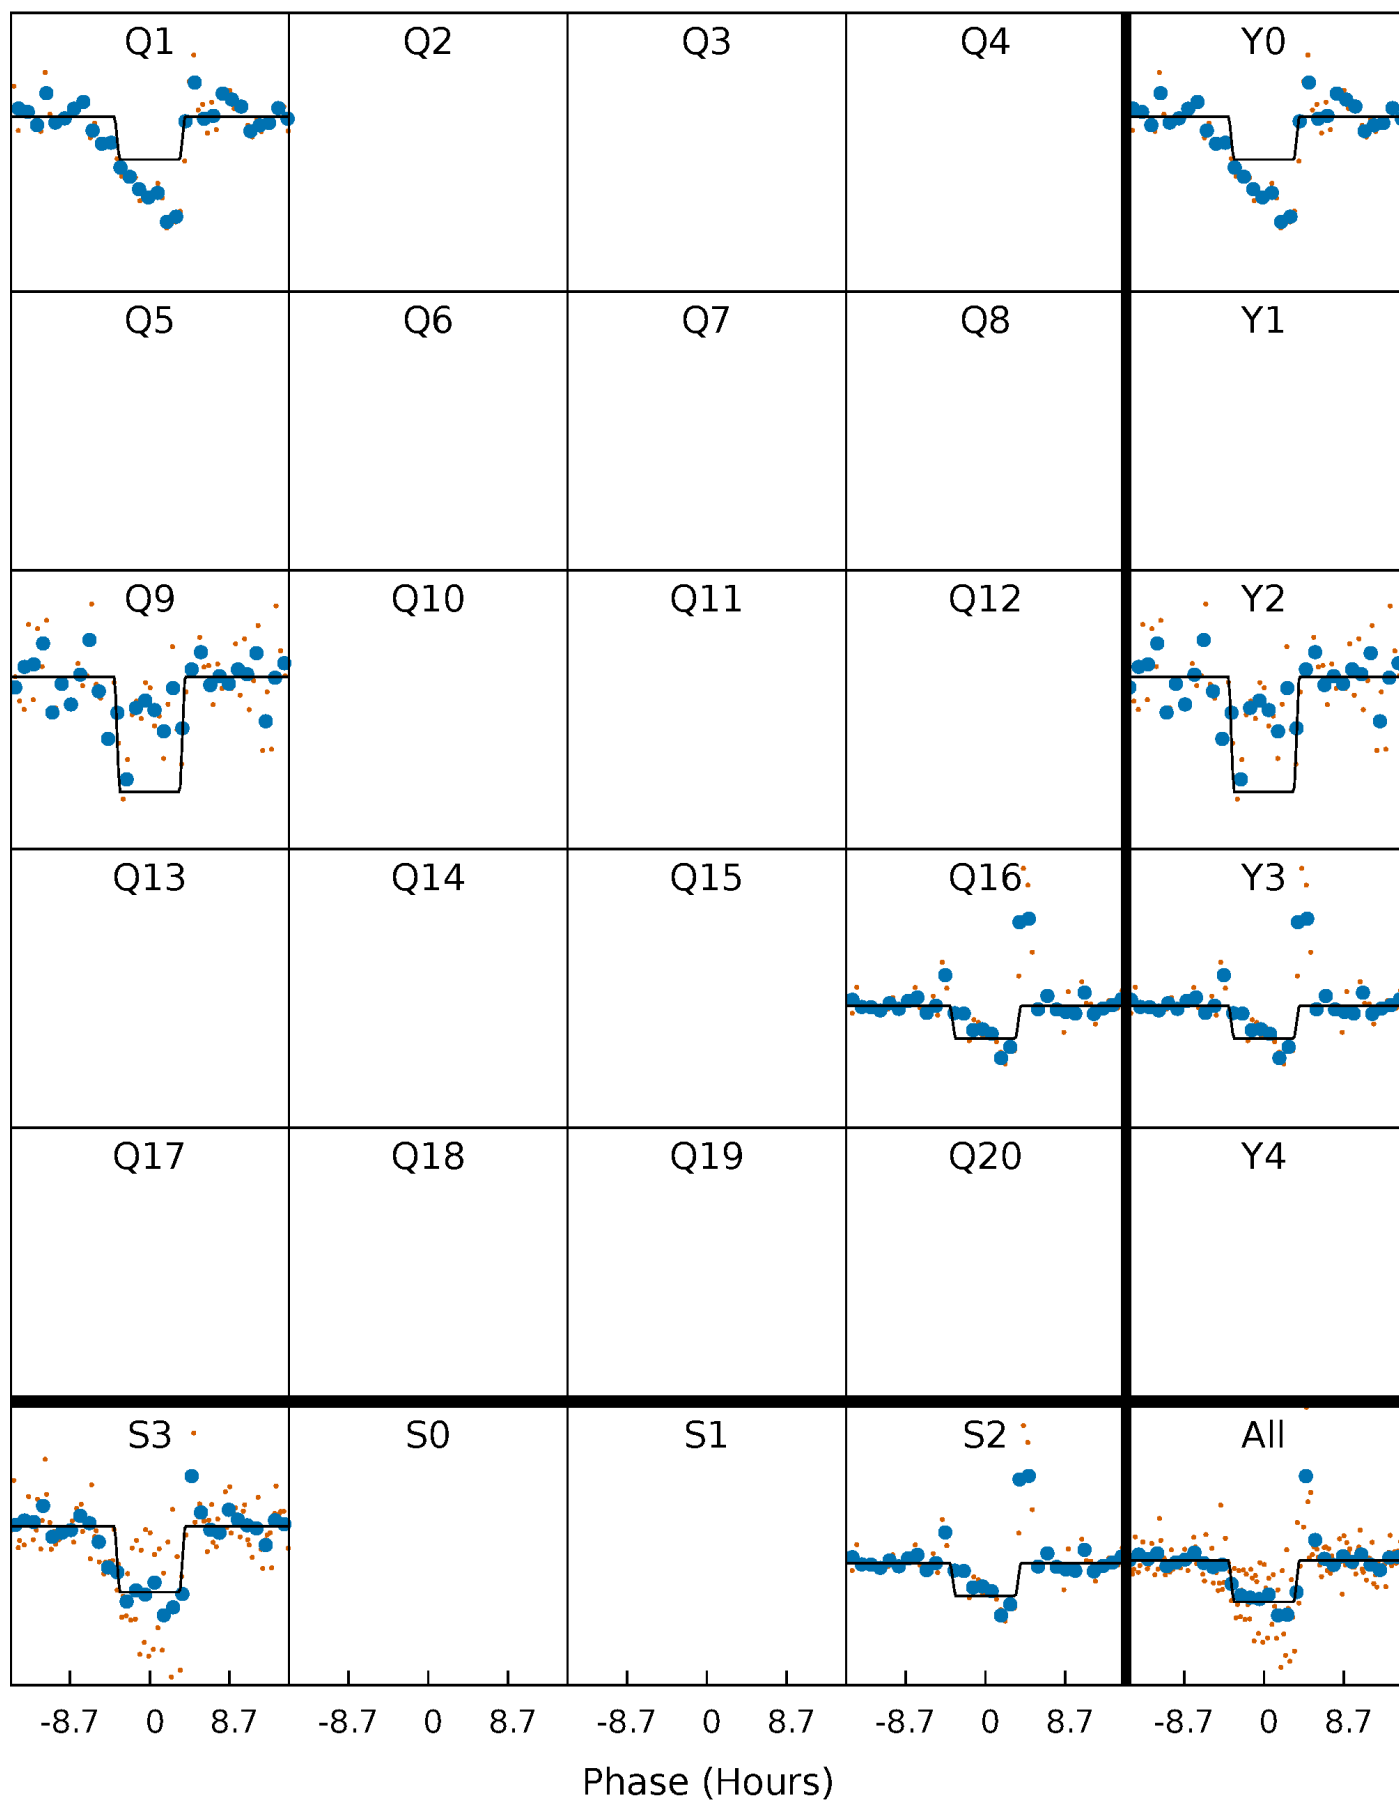 Q1 Q2 Q3 Q4 Y0
Q5 Q6 Q7 Q8 Y1
Q9 Q10 Q11 Q12 Y2
Q13 Q14 Q15 Q16 Y3
Q17 Q18 Q19 Q20 Y4
S3 S0 S1 S2 All
-8.7 0 8.7 -8.7 0 8.7 -8.7 0 8.7 -8.7 0 8.7 -8.7 0 8.7
Phase (Hours)